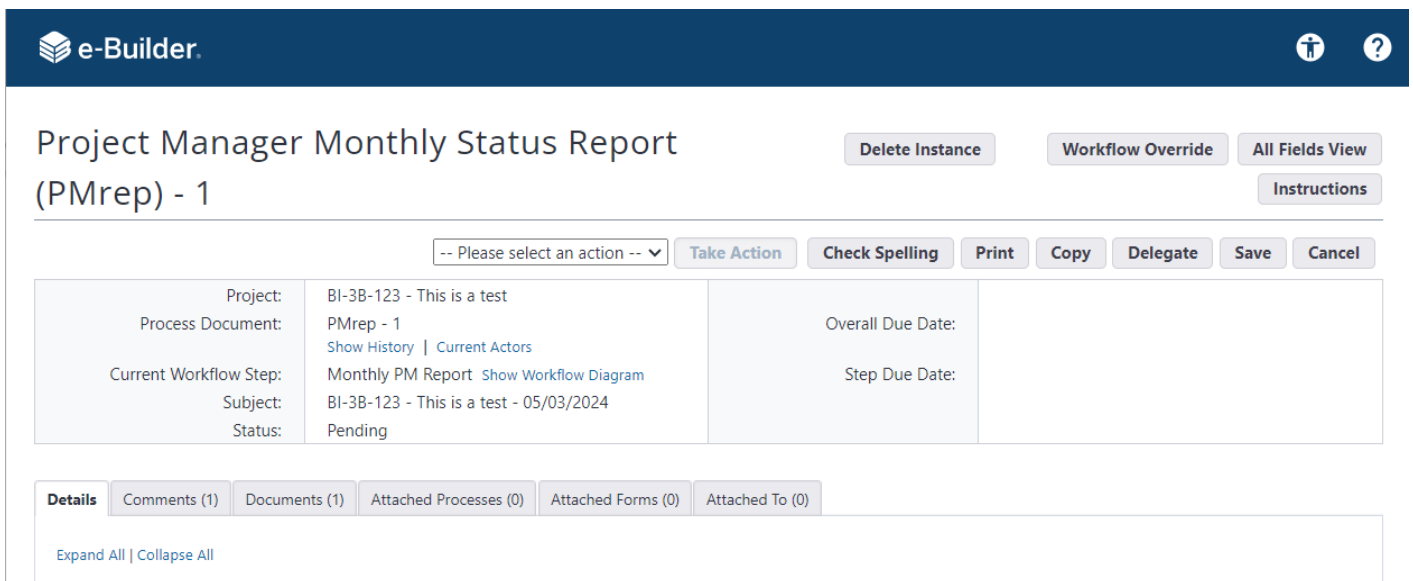 e-Builder.
Project Manager Monthly Status Report
(PMrep) - 1
Delete Instance Workflow Override All Fields View
Instructions
-- Please select an action -- Take Action Check Spelling Print Copy Delegate Save Cancel
Project: BI-3B-123 - This is a test
Process Document: PMrep - 1 Overall Due Date:
Show History | Current Actors
Current Workflow Step: Monthly PM Report Show Workflow Diagram Step Due Date:
Subject: BI-3B-123 - This is a test - 05/03/2024
Status: Pending
Details Comments (1) Documents (1) Attached Processes (0) Attached Forms (0) Attached To (0)
Expand All | Collapse All